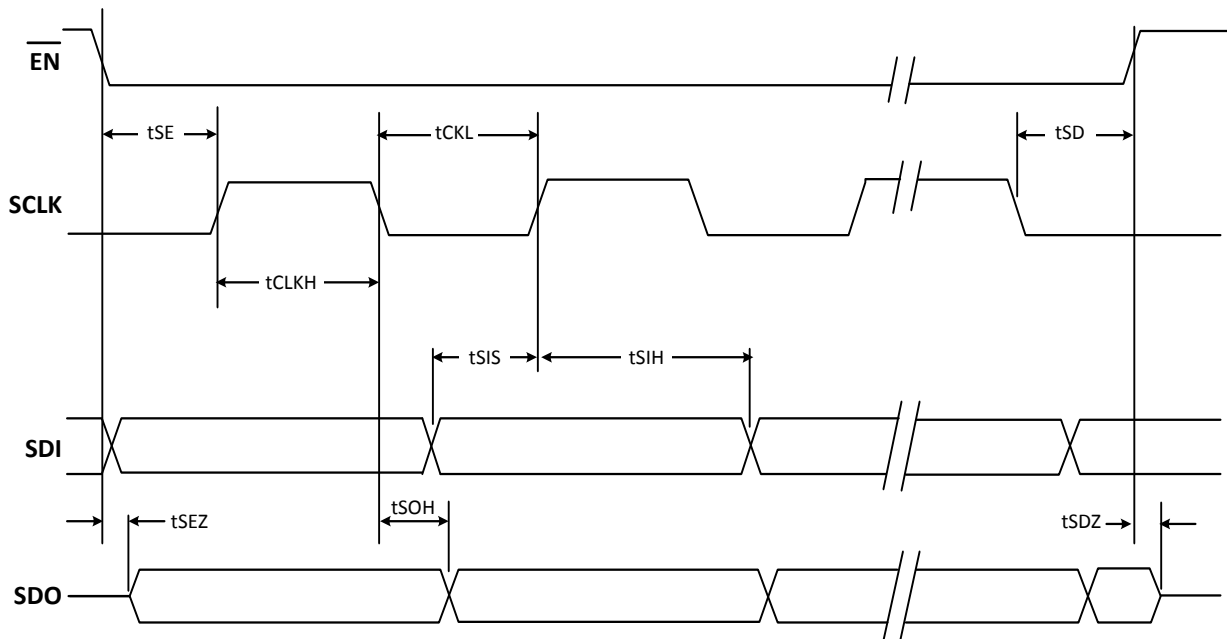 EN
tSE
tCKL
tSD
SCLK
tCLKH
tSIS
tSIH
SDI
tSEZ
tSOH
tSDZ
SDO